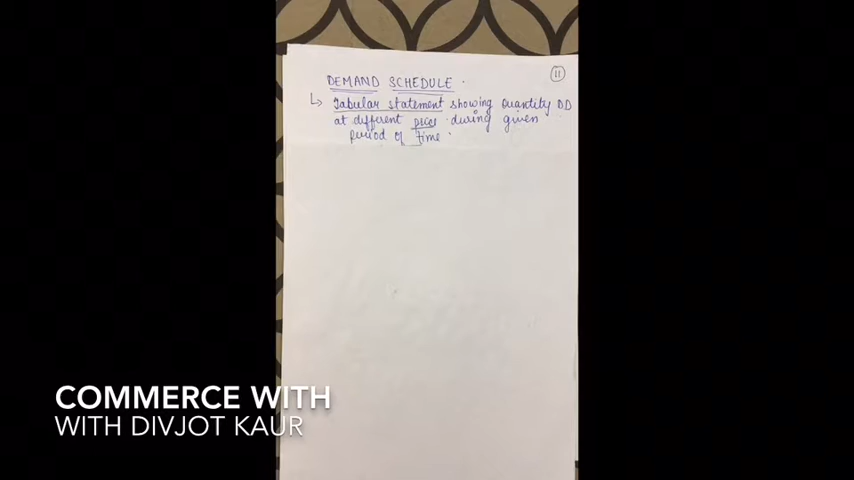 11
DEMAND SCHEDULE .
↳ Tabular statement showing quantity DD
at different prices during given
period of time .
COMMERCE WITH
WITH DIVJOT KAUR